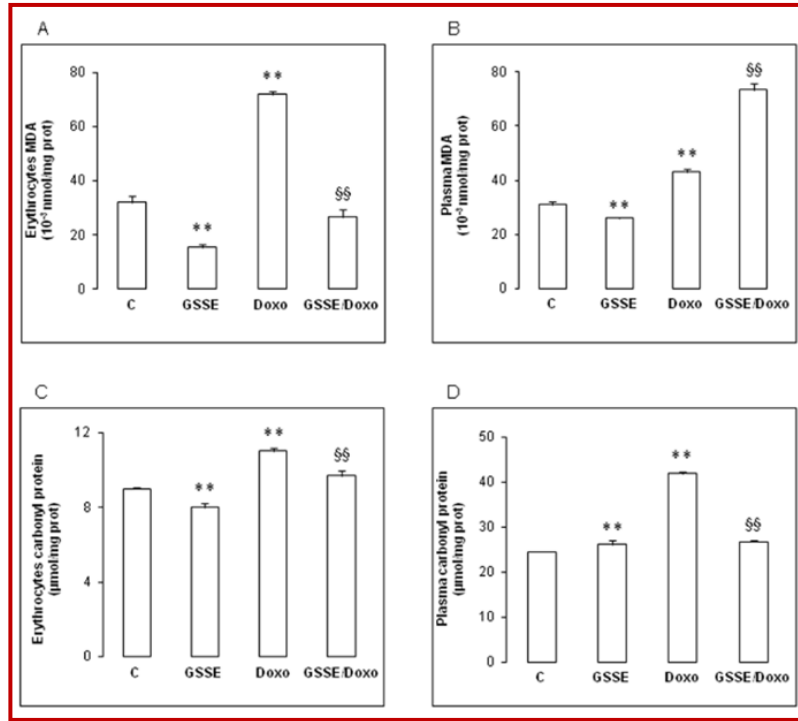 A
Erythrocytes MDA
(10⁻³ nmol/mg prot)
80
60
40
20
0
**
**
§§
C GSSE Doxo GSSE/Doxo
B
Plasma MDA
(10⁻³ nmol/mg prot)
80
60
40
20
0
**
**
§§
C GSSE Doxo GSSE/Doxo
C
Erythrocytes carbonyl protein
(µmol/mg prot)
12
8
4
0
**
**
§§
C GSSE Doxo GSSE/Doxo
D
Plasma carbonyl protein
(µmol/mg prot)
50
40
30
20
10
0
**
**
§§
C GSSE Doxo GSSE/Doxo